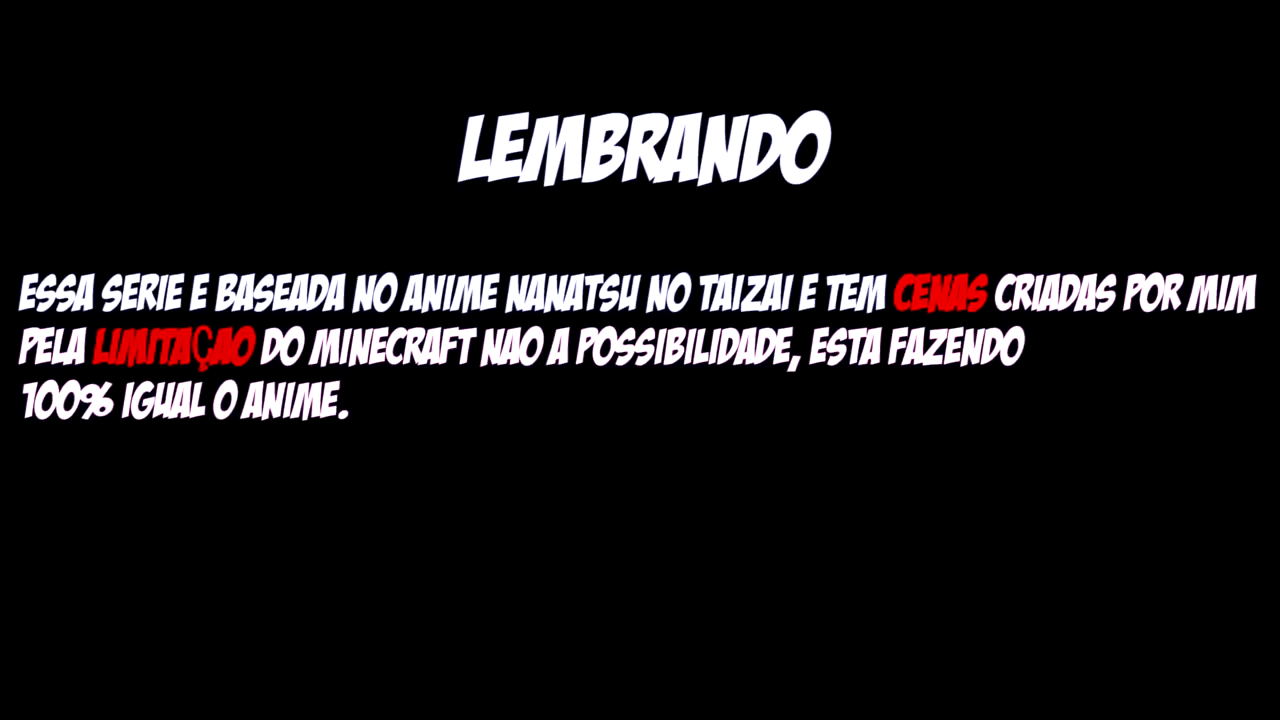 LEMBRANDO
ESSA SERIE E BASEADA NO ANIME NANATSU NO TAIZAI E TEM CENAS CRIADAS POR MIM
PELA LIMITAÇAO DO MINECRAFT NAO A POSSIBILIDADE, ESTA FAZENDO
100% IGUAL O ANIME.